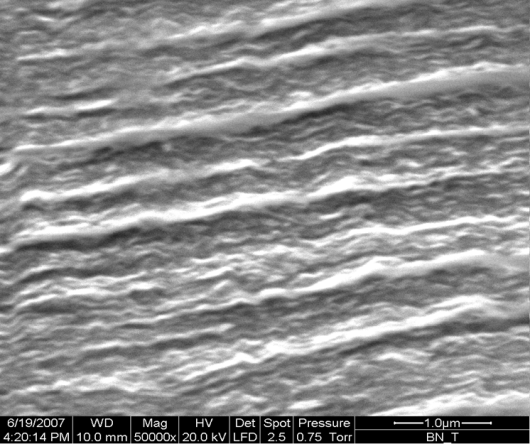 6/19/2007 WD Mag HV Det Spot Pressure 1.0µm
4:20:14 PM 10.0 mm 50000x 20.0 kV LFD 2.5 0.75 Torr BN_T